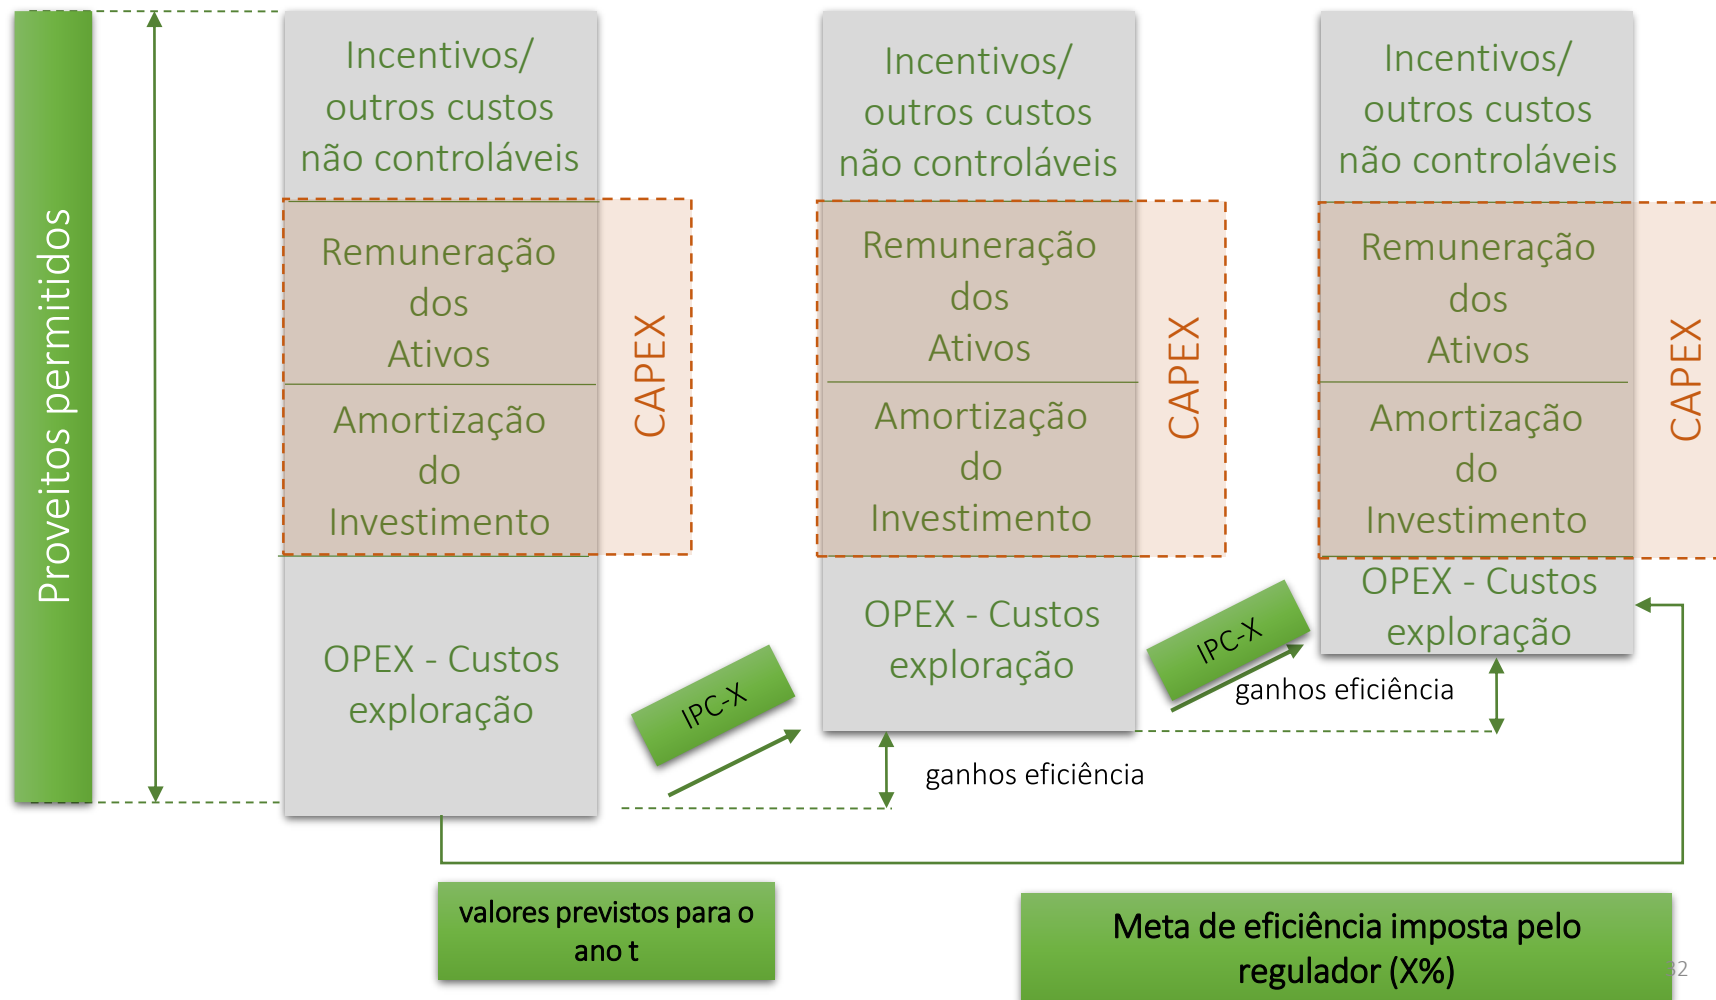 Proveitos permitidos
Incentivos/
outros custos
não controláveis
Remuneração
dos
Ativos
Amortização
do
Investimento
CAPEX
OPEX - Custos
exploração
IPC-X
Incentivos/
outros custos
não controláveis
Remuneração
dos
Ativos
Amortização
do
Investimento
CAPEX
OPEX - Custos
exploração
ganhos eficiência
IPC-X
Incentivos/
outros custos
não controláveis
Remuneração
dos
Ativos
Amortização
do
Investimento
CAPEX
OPEX - Custos
exploração
ganhos eficiência
valores previstos para o
ano t
Meta de eficiência imposta pelo
regulador (X%)
32